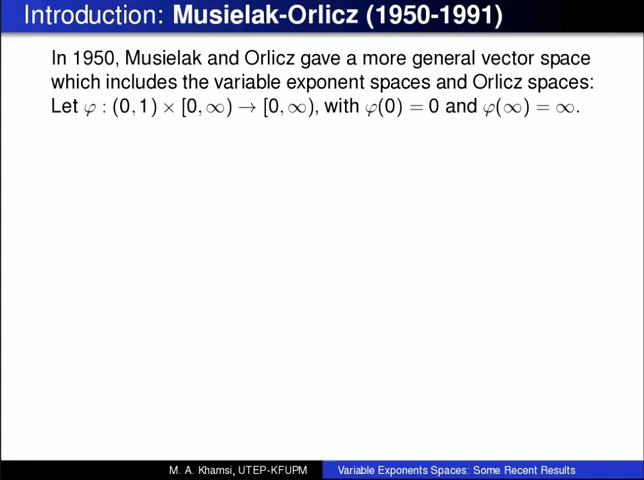 Introduction: Musielak-Orlicz (1950-1991)
In 1950, Musielak and Orlicz gave a more general vector space
which includes the variable exponent spaces and Orlicz spaces:
Let φ : (0, 1) × [0, ∞) → [0, ∞), with φ(0) = 0 and φ(∞) = ∞.
M. A. Khamsi, UTEP-KFUPM Variable Exponents Spaces: Some Recent Results